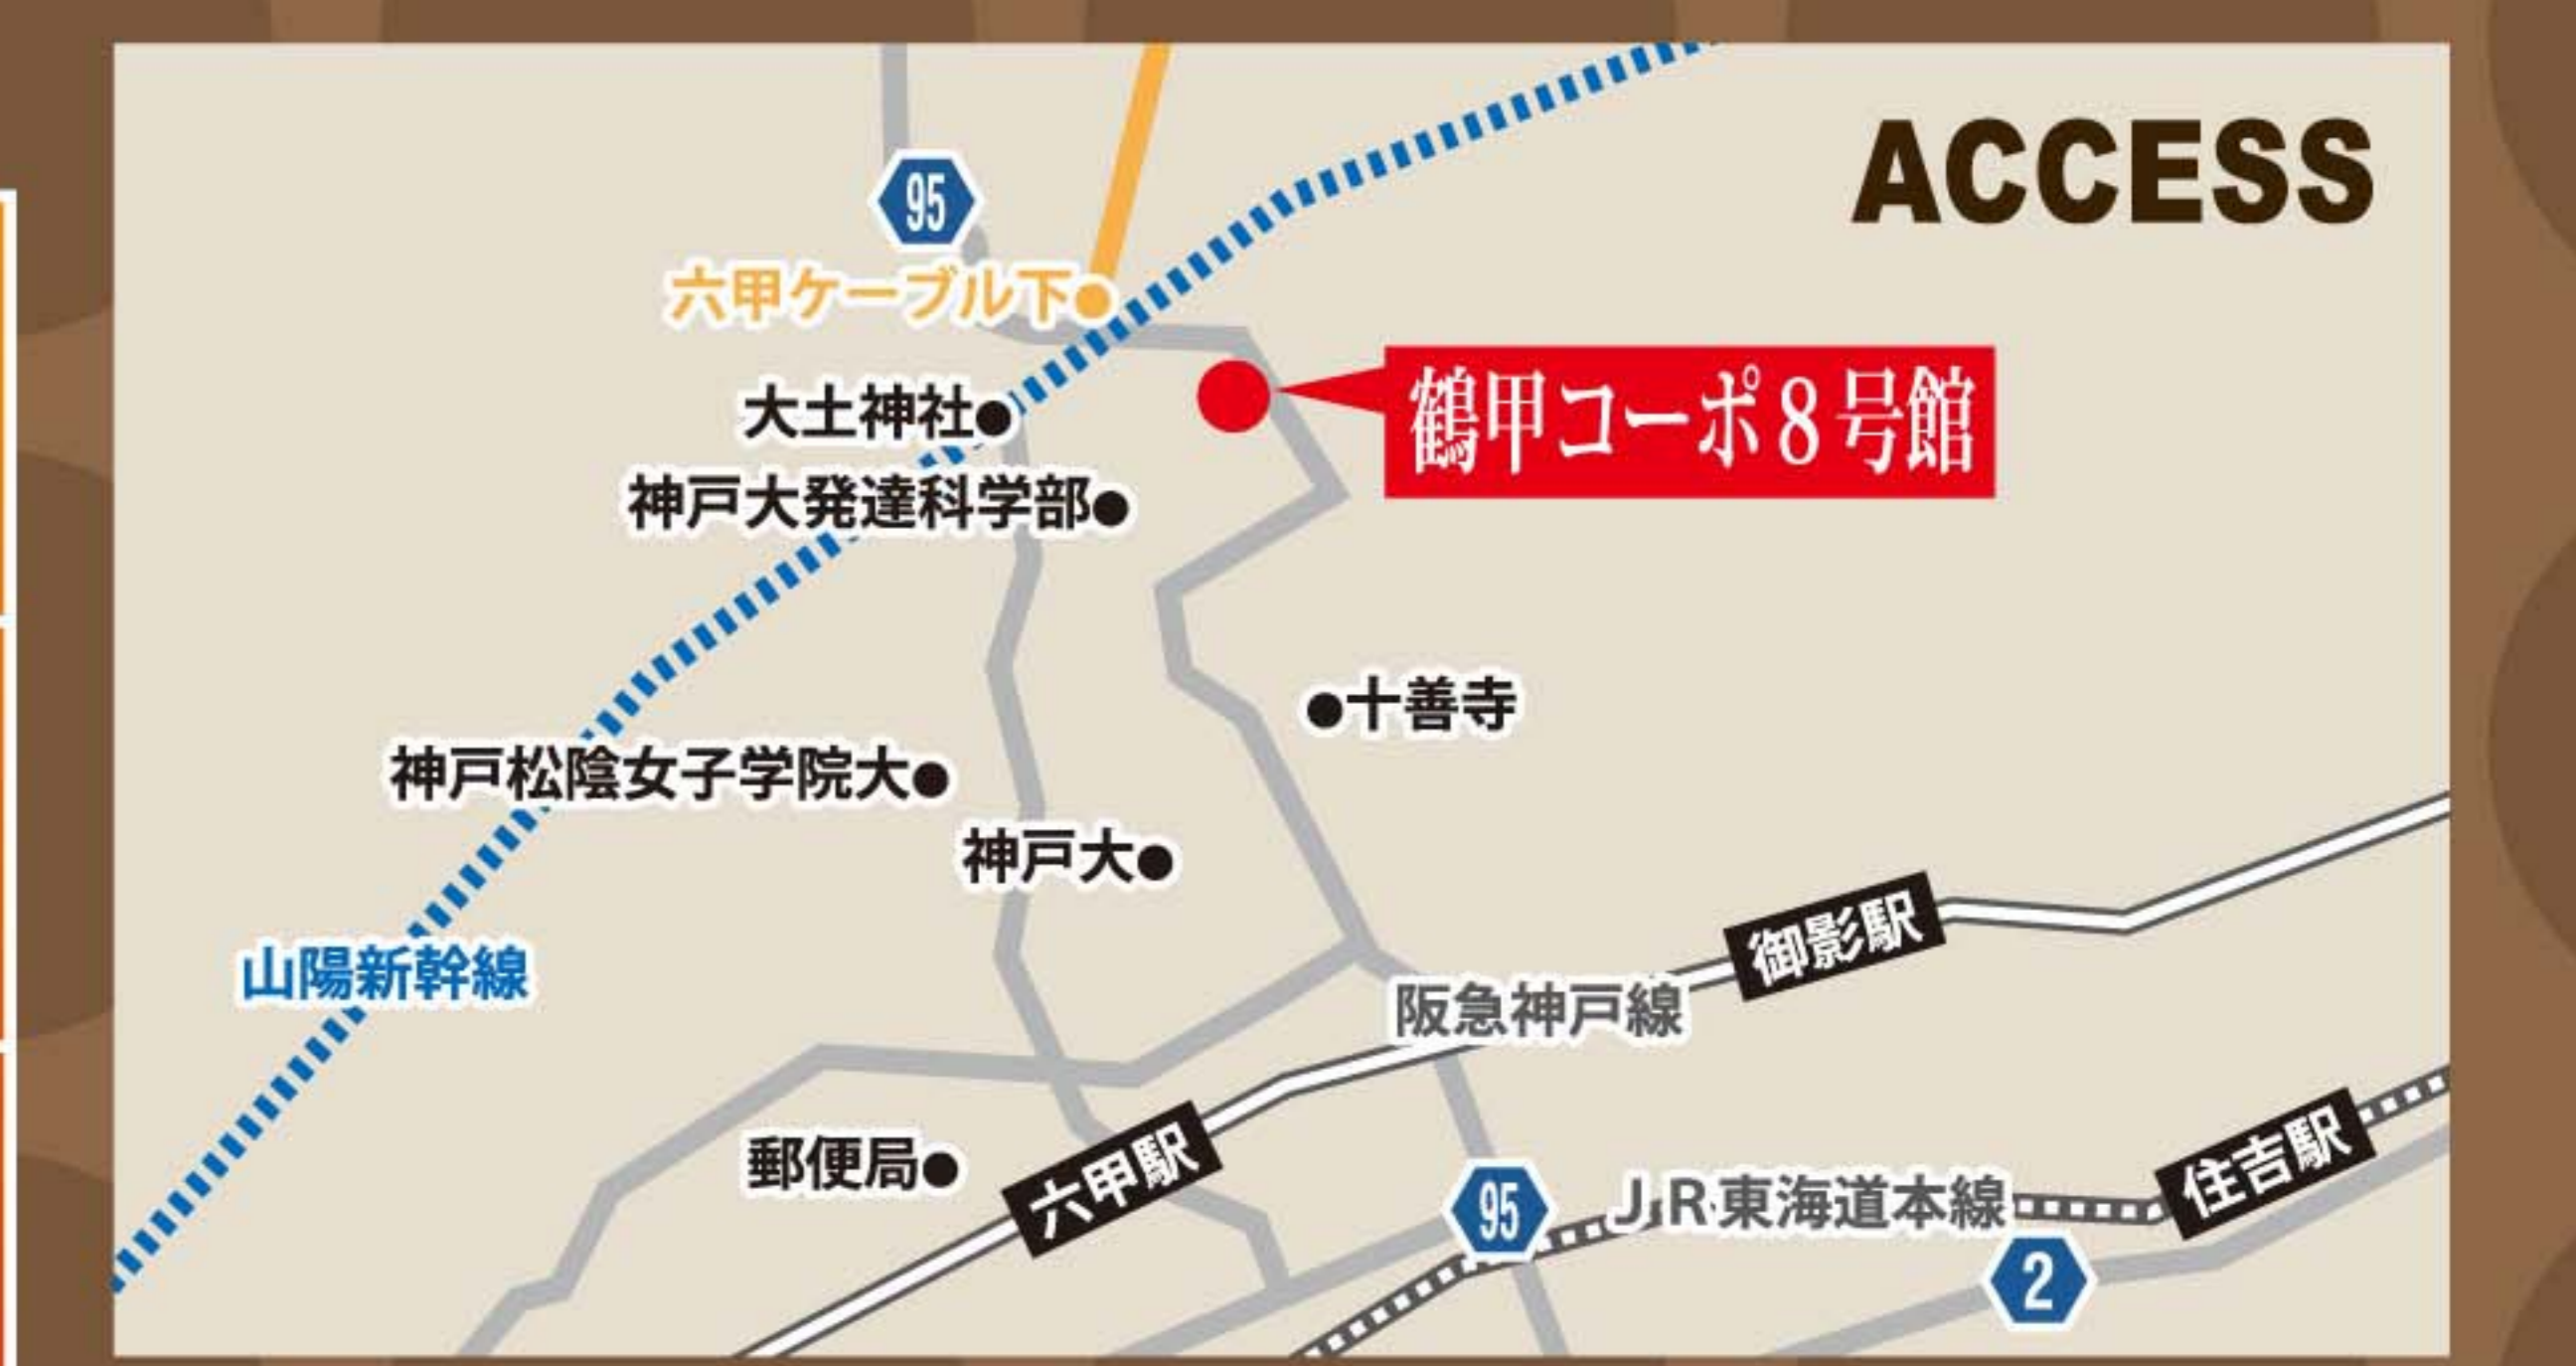 ACCESS
95
六甲ケーブル下
大土神社
鶴甲コーポ8号館
神戸大発達科学部
十善寺
神戸松陰女子学院大
神戸大
御影駅
山陽新幹線
阪急神戸線
郵便局
六甲駅
95
JR東海道本線
住吉駅
2